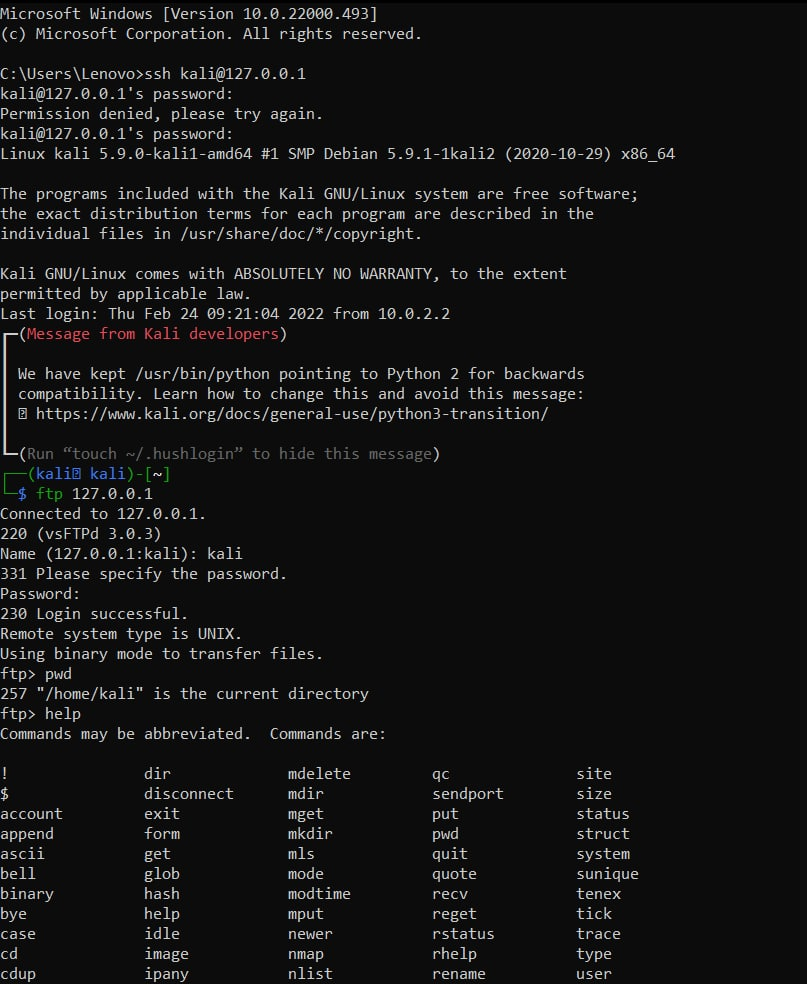 Microsoft Windows [Version 10.0.22000.493]
(c) Microsoft Corporation. All rights reserved.
C:\Users\Lenovo>ssh kali@127.0.0.1
kali@127.0.0.1's password:
Permission denied, please try again.
kali@127.0.0.1's password:
Linux kali 5.9.0-kali1-amd64 #1 SMP Debian 5.9.1-1kali2 (2020-10-29) x86_64
The programs included with the Kali GNU/Linux system are free software;
the exact distribution terms for each program are described in the
individual files in /usr/share/doc/*/copyright.
Kali GNU/Linux comes with ABSOLUTELY NO WARRANTY, to the extent
permitted by applicable law.
Last login: Thu Feb 24 09:21:04 2022 from 10.0.2.2
┏━(Message from Kali developers)
┃ We have kept /usr/bin/python pointing to Python 2 for backwards
┃ compatibility. Learn how to change this and avoid this message:
┃ ⍰ https://www.kali.org/docs/general-use/python3-transition/
┗━(Run “touch ~/.hushlogin” to hide this message)
┌──(kali⍰ kali)-[~]
└─$ ftp 127.0.0.1
Connected to 127.0.0.1.
220 (vsFTPd 3.0.3)
Name (127.0.0.1:kali): kali
331 Please specify the password.
Password:
230 Login successful.
Remote system type is UNIX.
Using binary mode to transfer files.
ftp> pwd
257 "/home/kali" is the current directory
ftp> help
Commands may be abbreviated.  Commands are:
!               dir             mdelete         qc              site
$               disconnect      mdir            sendport        size
account         exit            mget            put             status
append          form            mkdir           pwd             struct
ascii           get             mls             quit            system
bell            glob            mode            quote           sunique
binary          hash            modtime         recv            tenex
bye             help            mput            reget           tick
case            idle            newer           rstatus         trace
cd              image           nmap            rhelp           type
cdup            ipany           nlist           rename          user